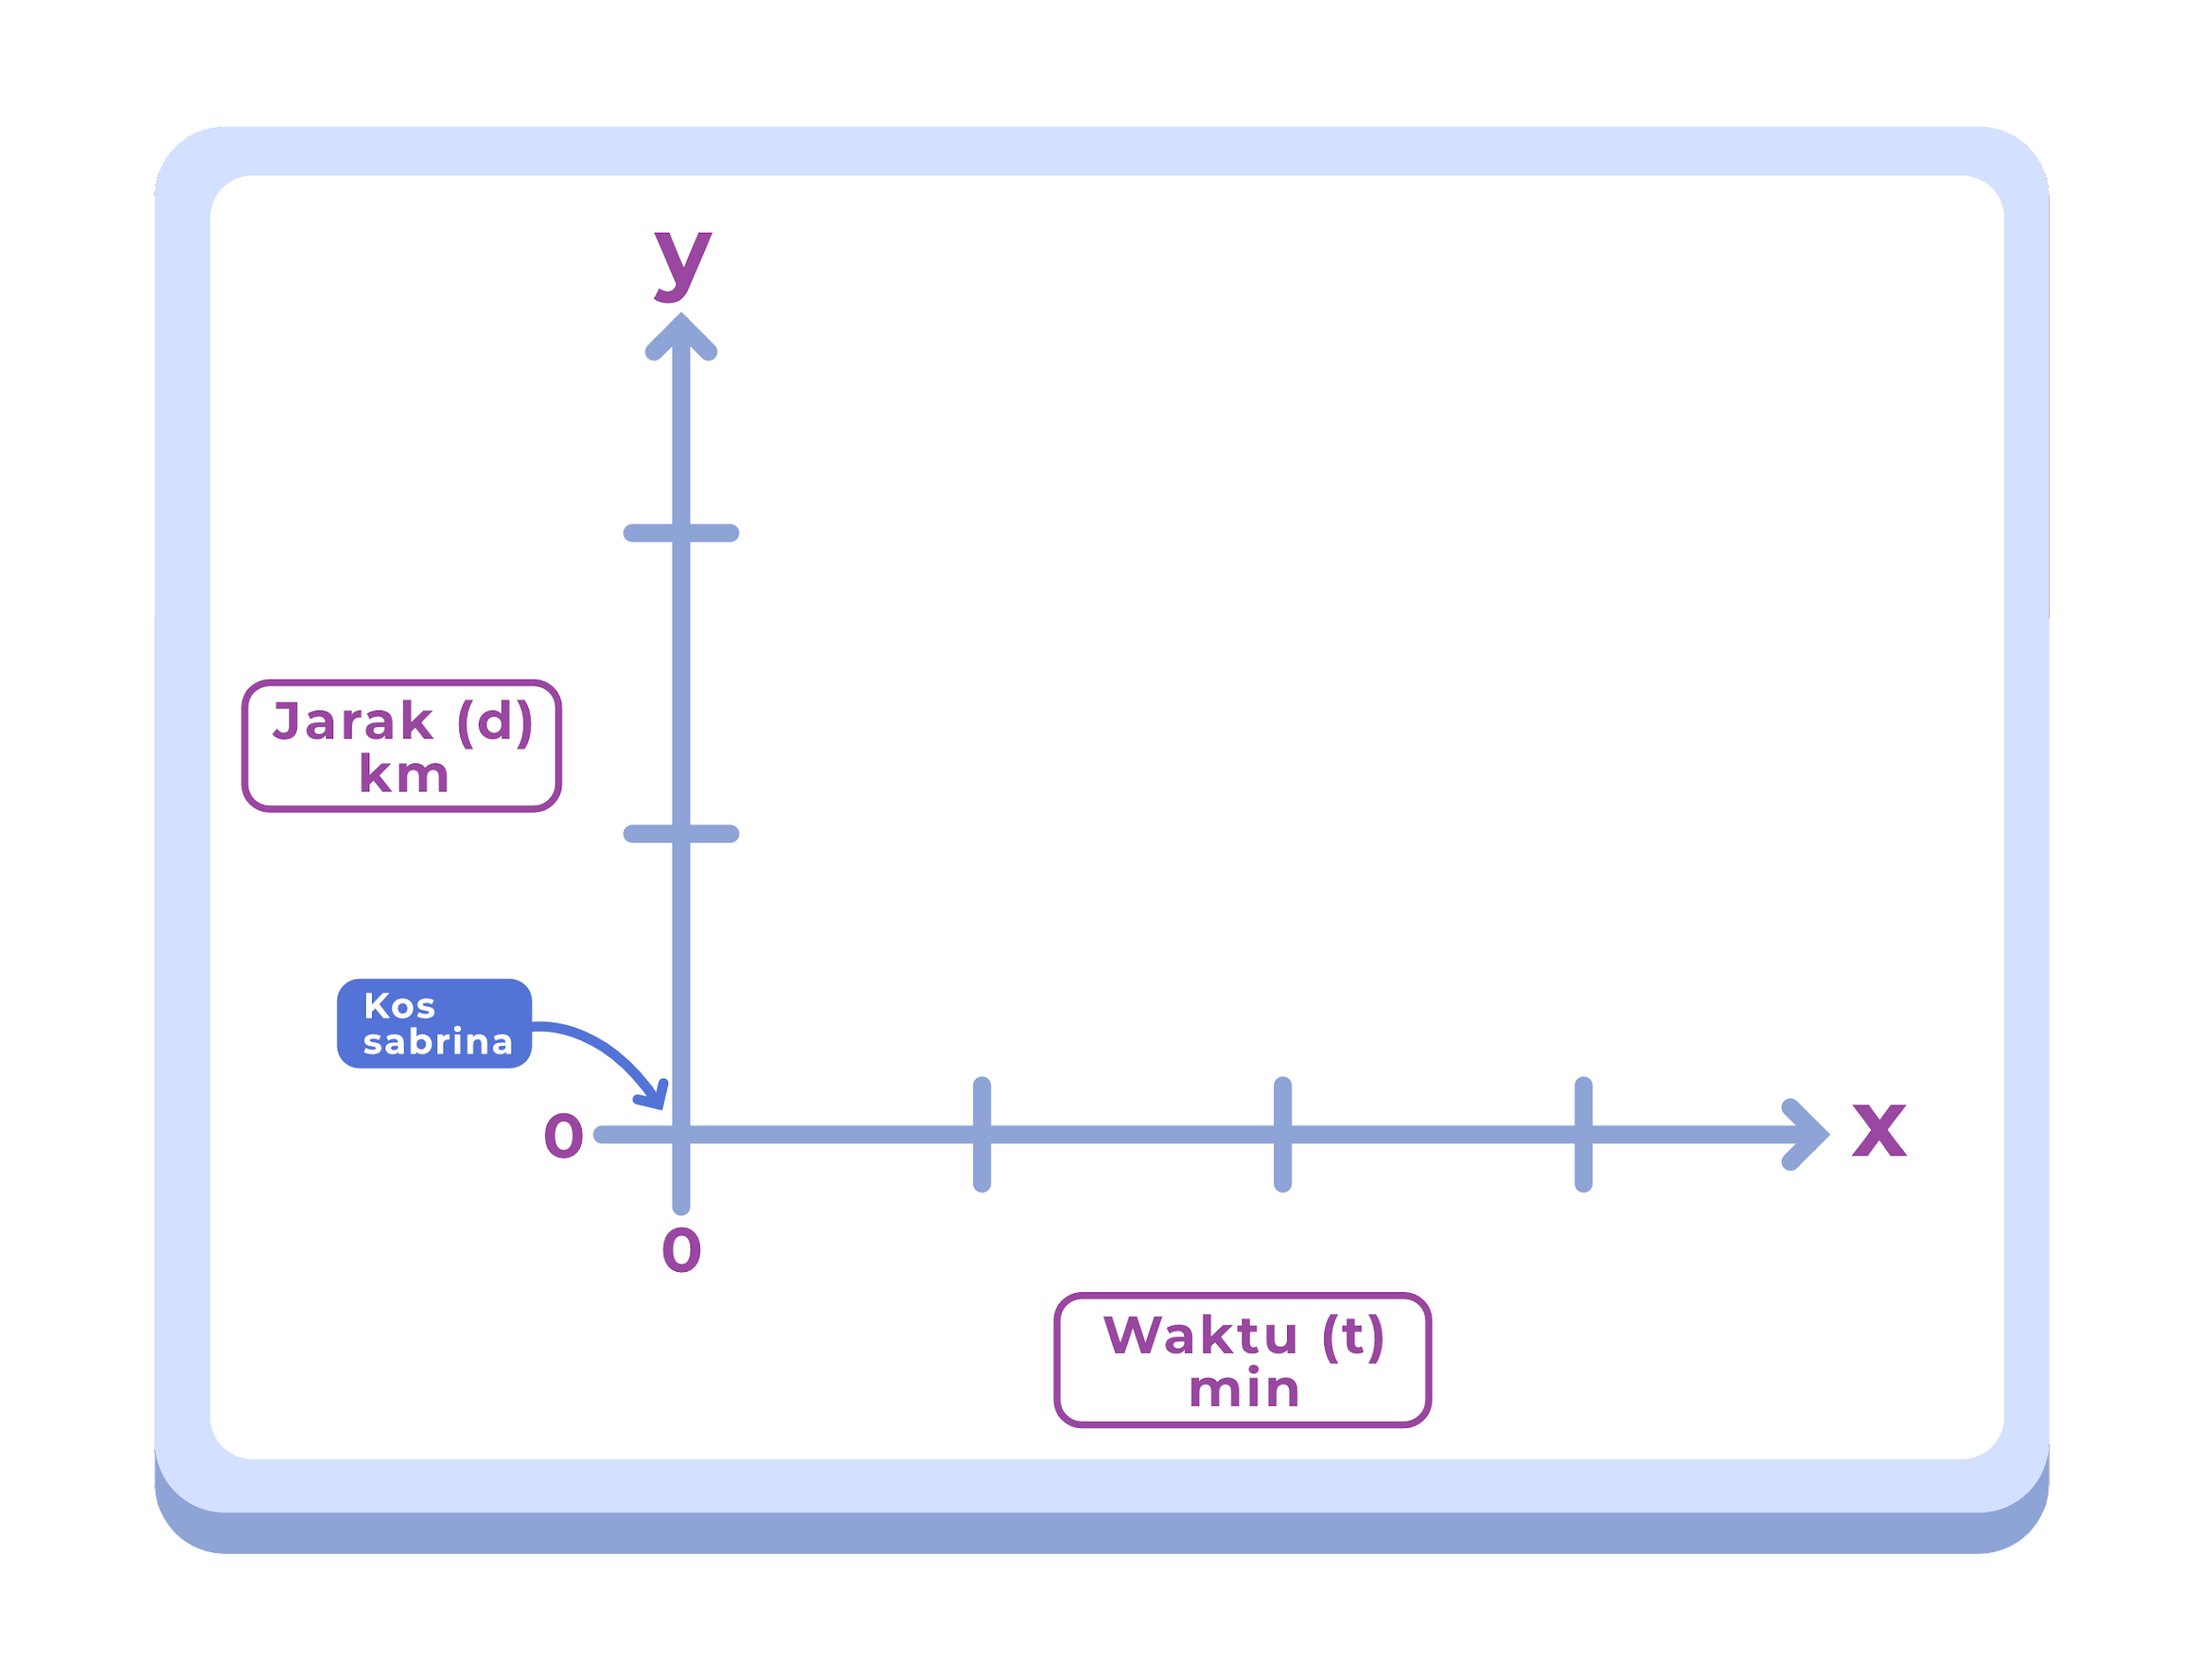 y
Jarak (d)
km
Kos
sabrina
0
x
0
Waktu (t)
min